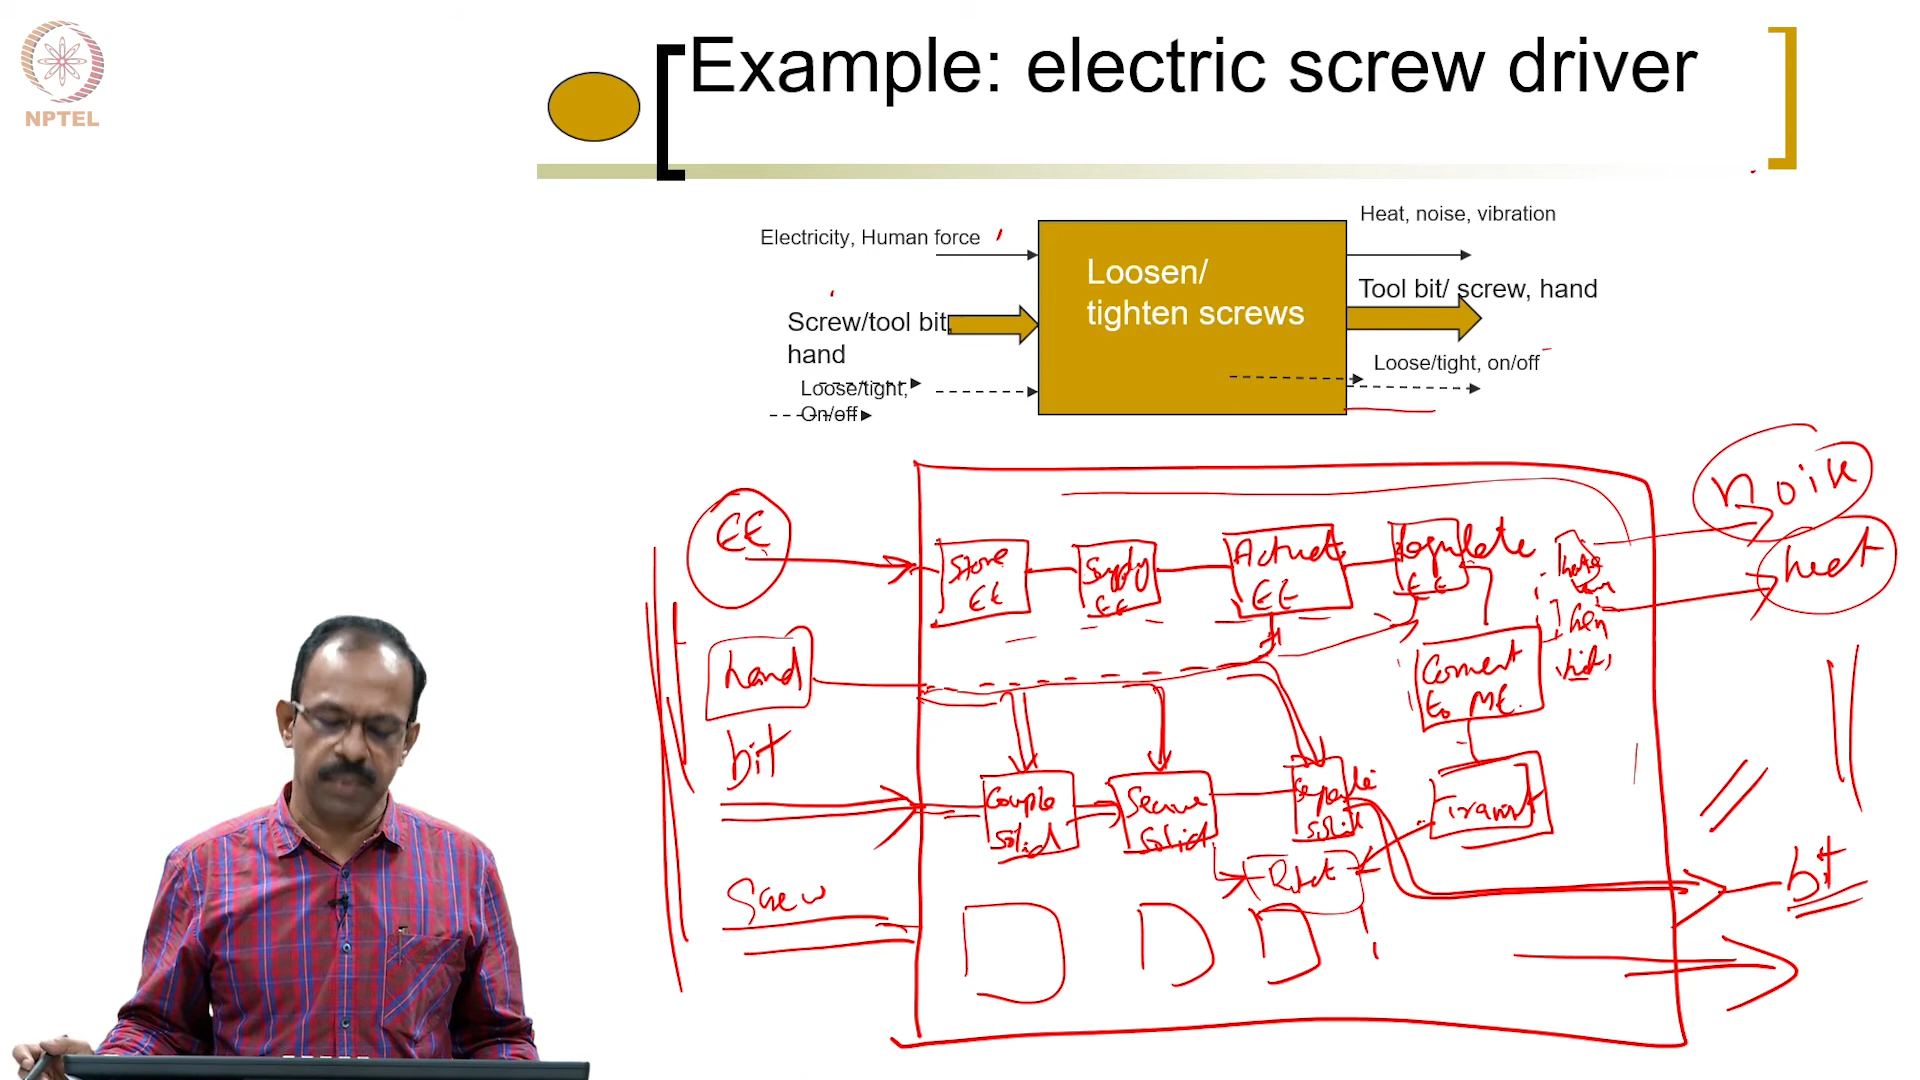 NPTEL
Example: electric screw driver
Electricity, Human force
Heat, noise, vibration
Loosen/
tighten screws
Tool bit/ screw, hand
Screw/tool bit,
hand
Loose/tight, on/off
Loose/tight,
On/off
EE
Store
EE
Supply
EE
Actuate
EE
Regulate
EE
heat
hand
Convert
to ME.
bit
Couple
solid
Secure
solid
Separate
solid
Transmit
Screw
bit